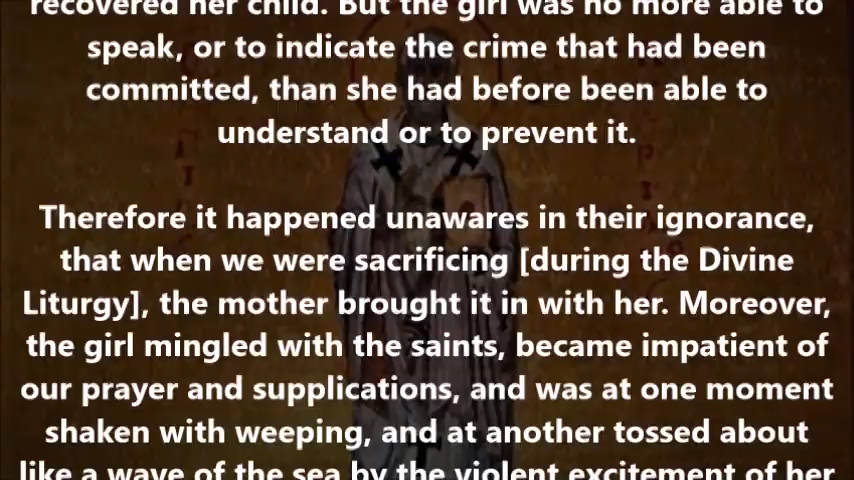 recovered her child. But the girl was no more able to
speak, or to indicate the crime that had been
committed, than she had before been able to
understand or to prevent it.
Therefore it happened unawares in their ignorance,
that when we were sacrificing [during the Divine
Liturgy], the mother brought it in with her. Moreover,
the girl mingled with the saints, became impatient of
our prayer and supplications, and was at one moment
shaken with weeping, and at another tossed about
like a wave of the sea by the violent excitement of her